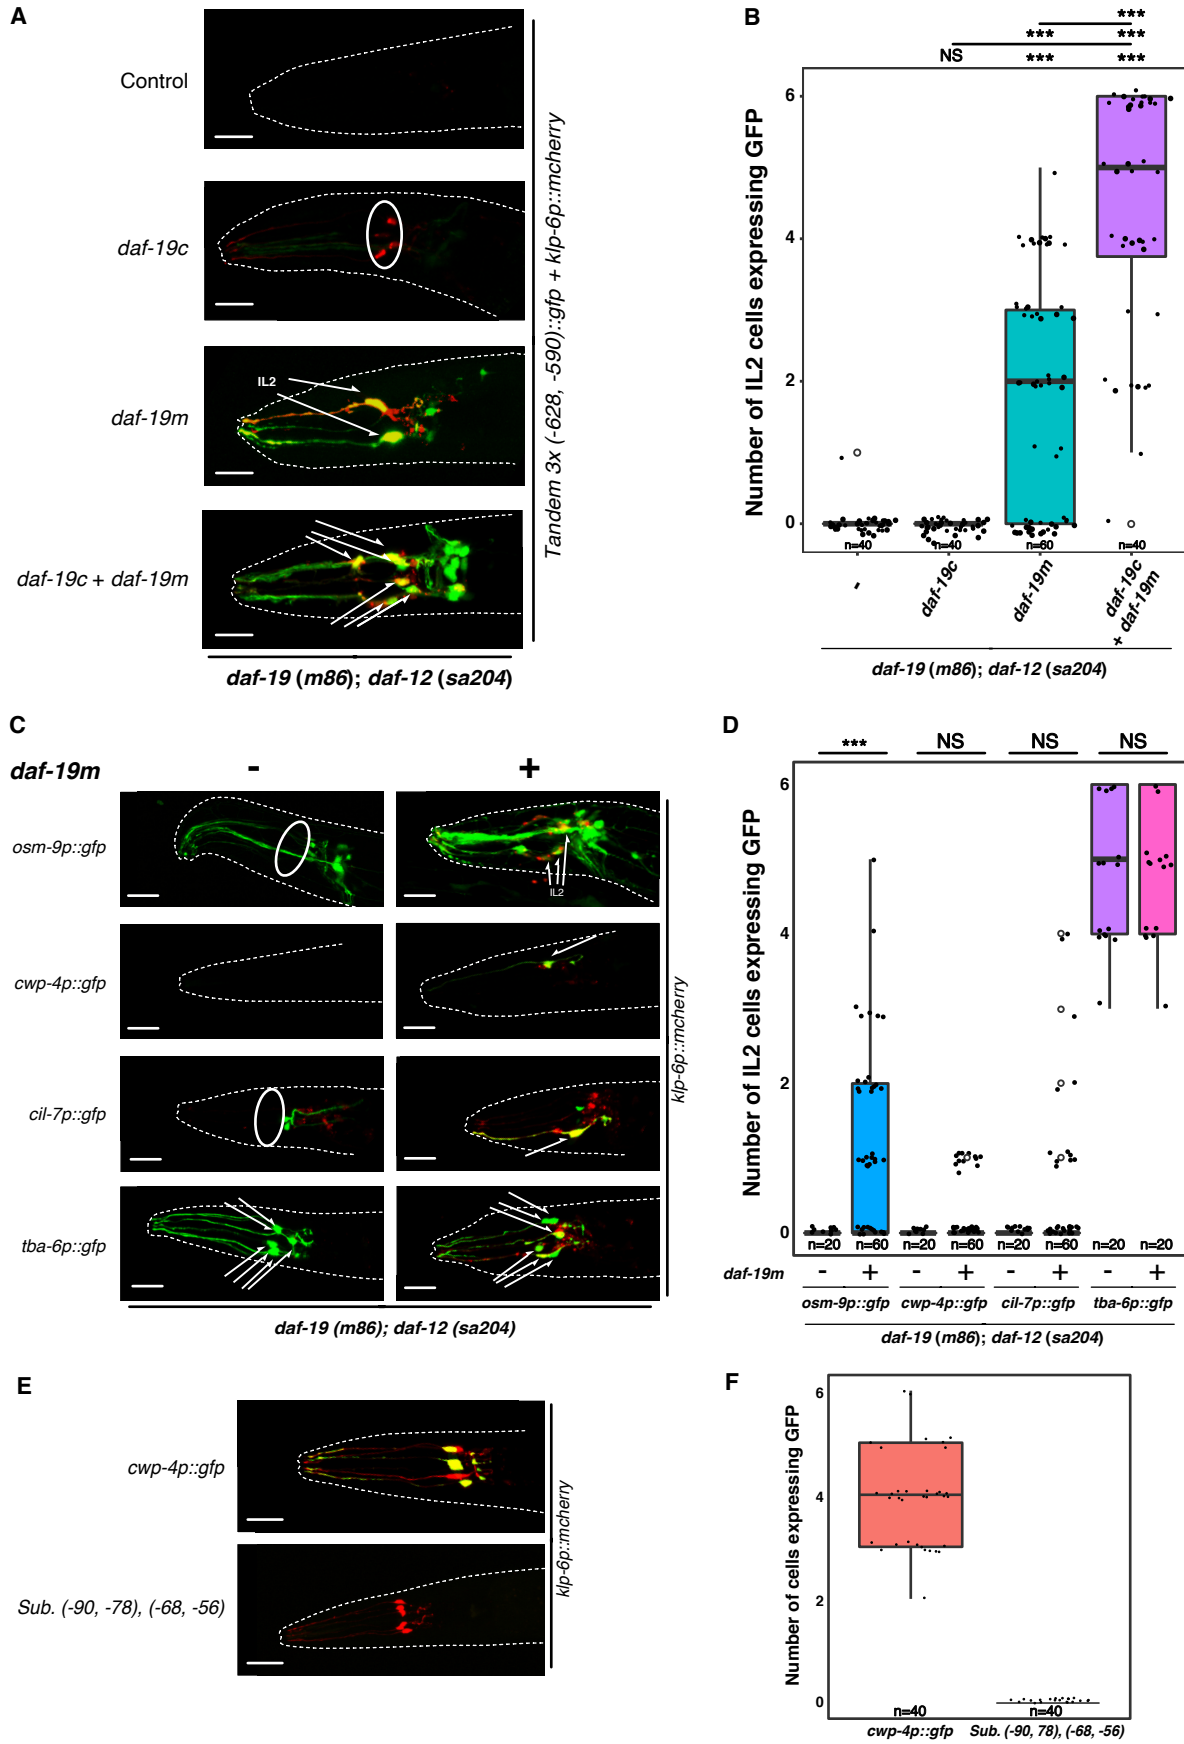 A
Control
daf-19c
daf-19m
IL2
daf-19c + daf-19m
Tandem 3x (-628, -590)::gfp + klp-6p::mcherry
daf-19 (m86); daf-12 (sa204)
B
***
*** ***
NS *** ***
Number of IL2 cells expressing GFP
6
4
2
0
n=40 n=40 n=60 n=40
- daf-19c daf-19m daf-19c + daf-19m
daf-19 (m86); daf-12 (sa204)
C
daf-19m - +
osm-9p::gfp
IL2
cwp-4p::gfp
cil-7p::gfp
tba-6p::gfp
klp-6p::mcherry
daf-19 (m86); daf-12 (sa204)
D
*** NS NS NS
Number of IL2 cells expressing GFP
6
4
2
0
n=20 n=60 n=20 n=60 n=20 n=60 n=20 n=20
daf-19m - + - + - + - +
osm-9p::gfp cwp-4p::gfp cil-7p::gfp tba-6p::gfp
daf-19 (m86); daf-12 (sa204)
E
cwp-4p::gfp
Sub. (-90, -78), (-68, -56)
klp-6p::mcherry
F
Number of cells expressing GFP
6
4
2
0
n=40 n=40
cwp-4p::gfp Sub. (-90, 78), (-68, -56)